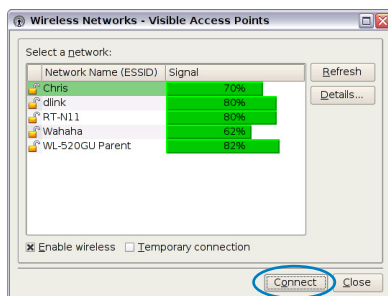 Wireless Networks - Visible Access Points
Select a network:
Network Name (ESSID) Signal
Chris 70%
dlink 80%
RT-N11 80%
Wahaha 62%
WL-520GU Parent 82%
Refresh
Details...
Enable wireless Temporary connection
Connect Close